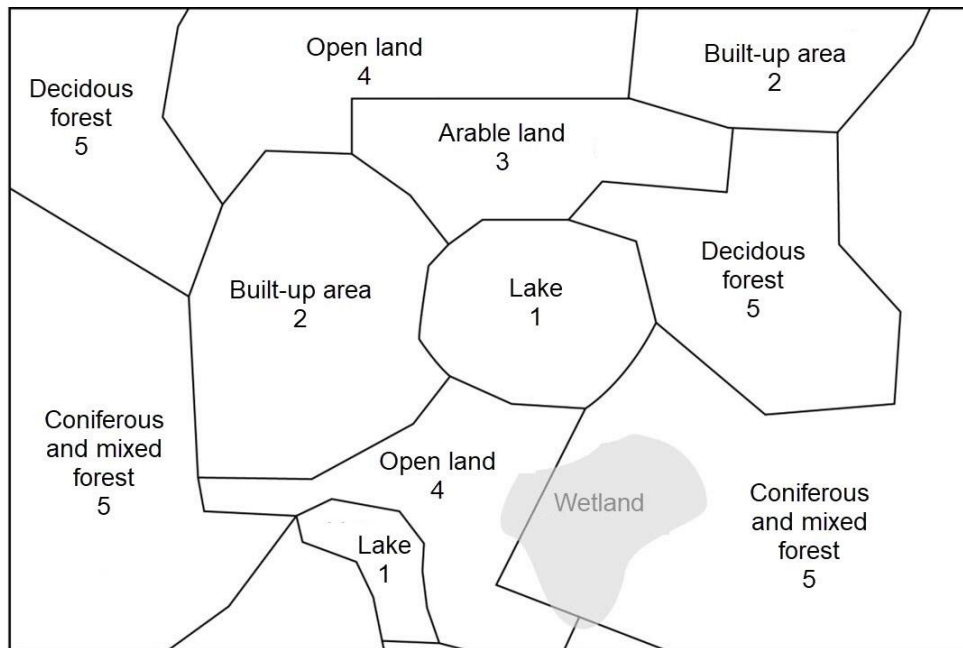 Open land
4
Built-up area
2
Decidous
forest
5
Arable land
3
Decidous
forest
5
Built-up area
2
Lake
1
Coniferous
and mixed
forest
5
Open land
4
Wetland
Coniferous
and mixed
forest
5
Lake
1